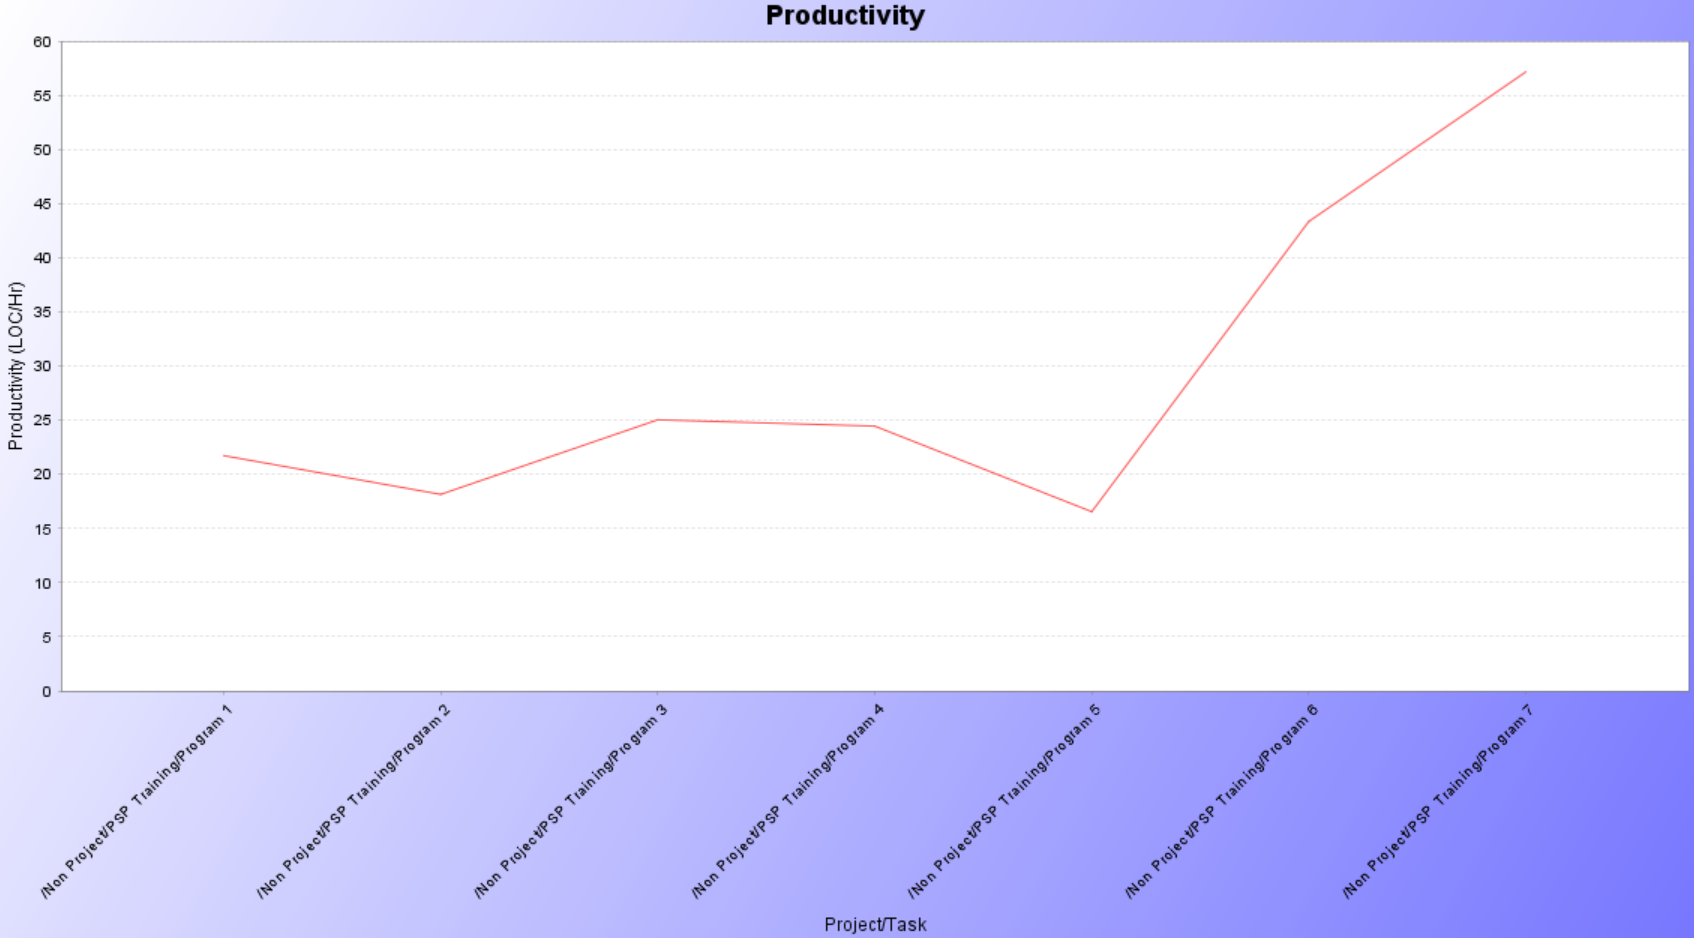 Productivity
60
55
50
45
40
35
30
25
20
15
10
5
0
Productivity (LOC/Hr)
/Non Project/PSP Training/Program 1
/Non Project/PSP Training/Program 2
/Non Project/PSP Training/Program 3
/Non Project/PSP Training/Program 4
/Non Project/PSP Training/Program 5
/Non Project/PSP Training/Program 6
/Non Project/PSP Training/Program 7
Project/Task